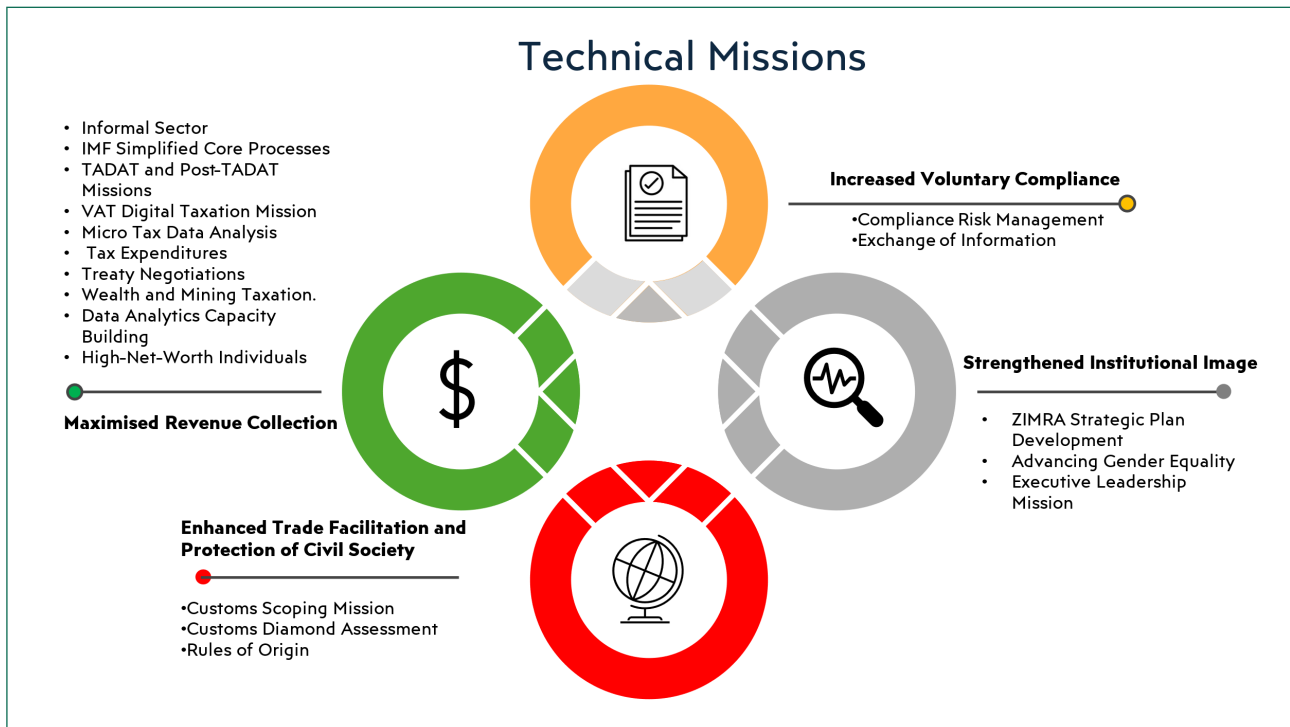 Technical Missions
• Informal Sector
• IMF Simplified Core Processes
• TADAT and Post-TADAT
Missions
• VAT Digital Taxation Mission
• Micro Tax Data Analysis
• Tax Expenditures
• Treaty Negotiations
• Wealth and Mining Taxation.
• Data Analytics Capacity
Building
• High-Net-Worth Individuals
Maximised Revenue Collection
Increased Voluntary Compliance
•Compliance Risk Management
•Exchange of Information
$
Strengthened Institutional Image
• ZIMRA Strategic Plan
Development
• Advancing Gender Equality
• Executive Leadership
Mission
Enhanced Trade Facilitation and
Protection of Civil Society
•Customs Scoping Mission
•Customs Diamond Assessment
•Rules of Origin